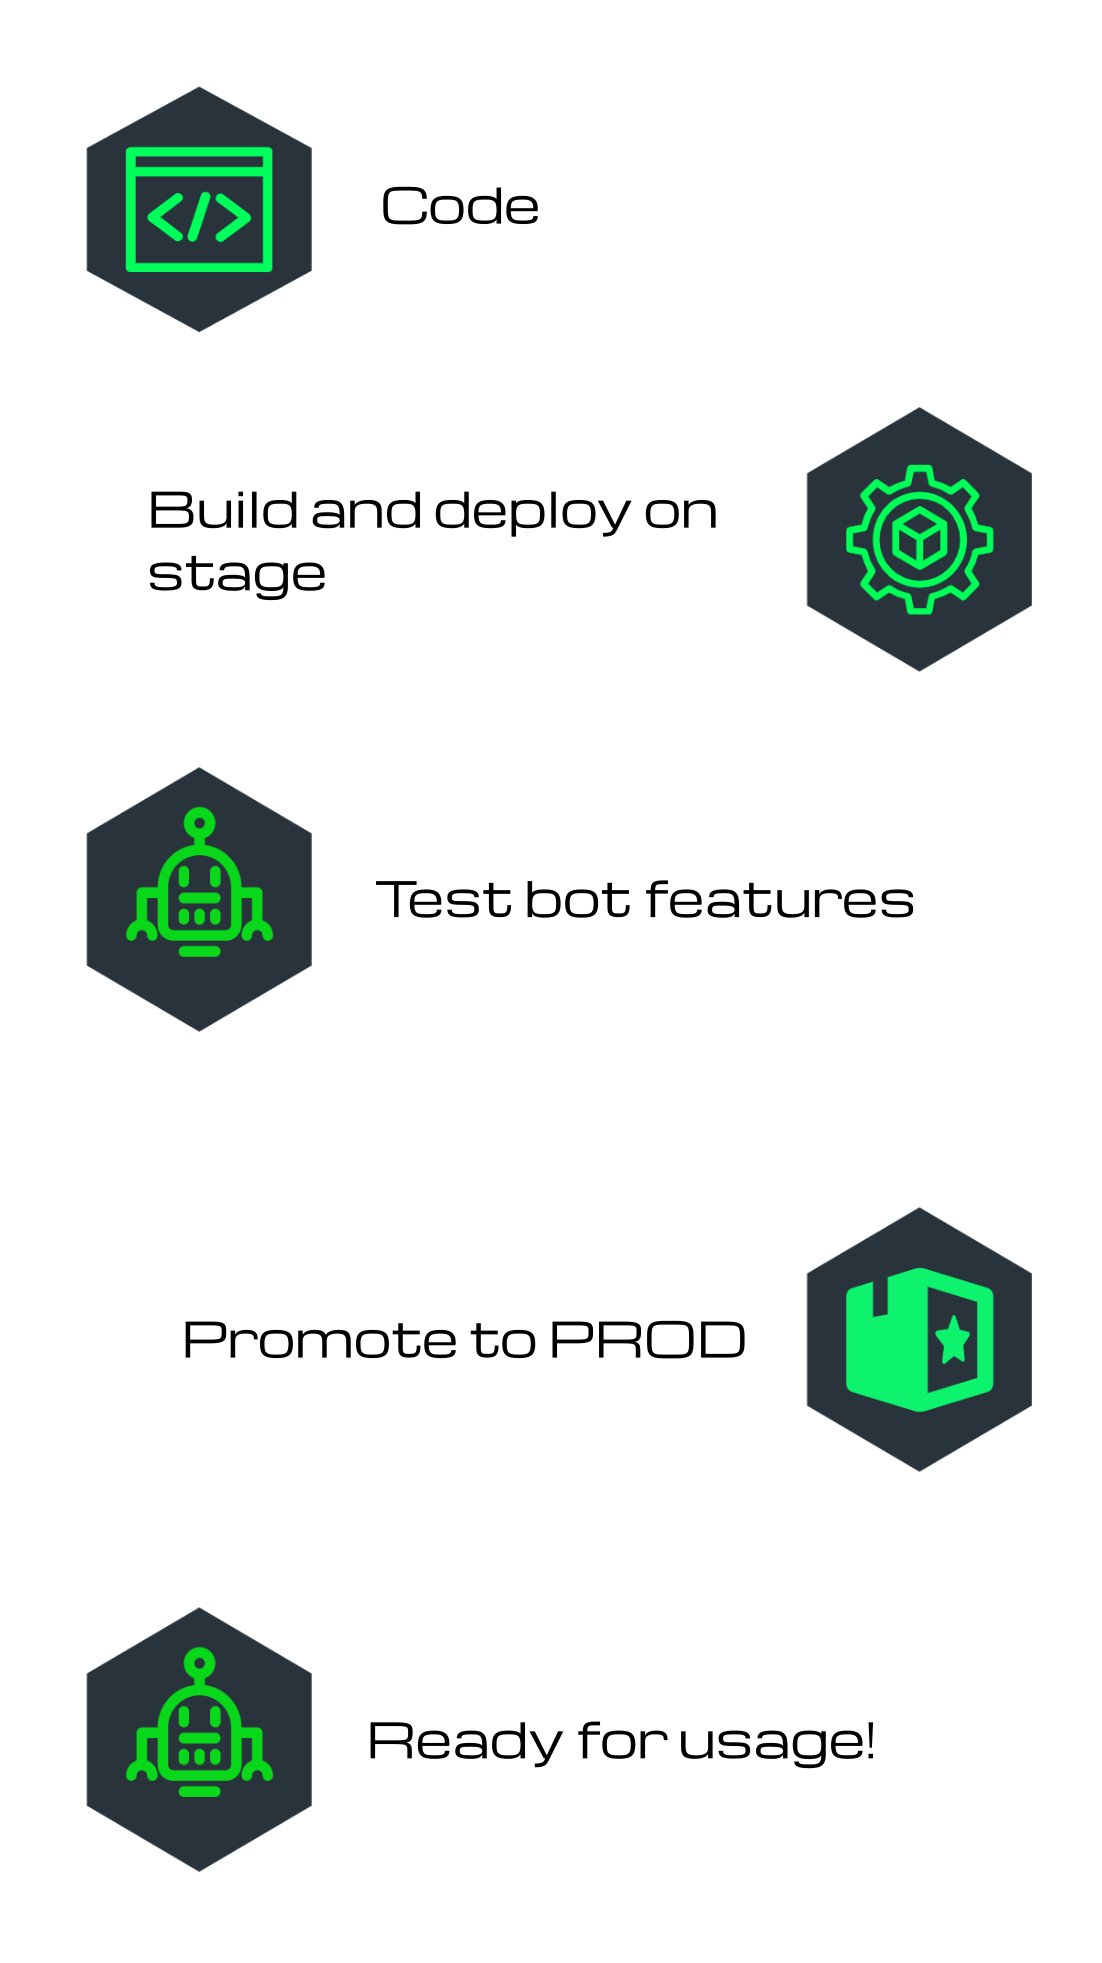 Code
Build and deploy on
stage
Test bot features
Promote to PROD
Ready for usage!